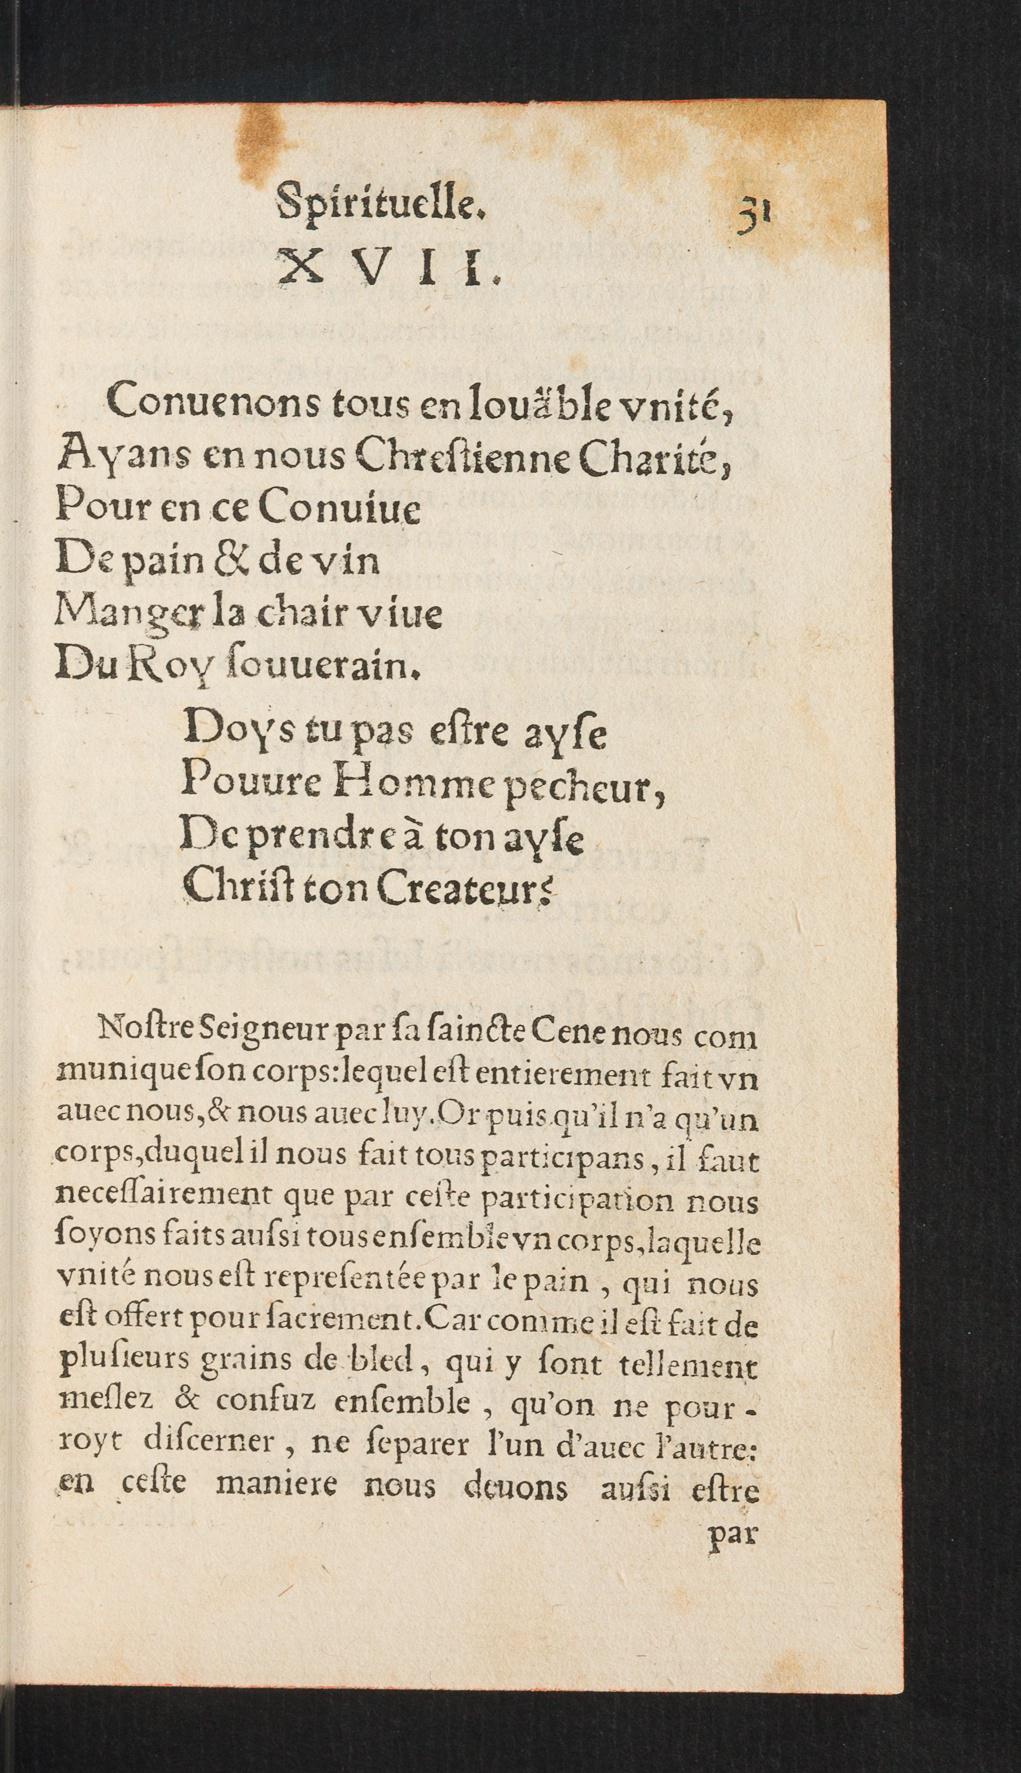 Spirituelle. 31
X V I I.
Conuenons tous en louäble vnité,
Ayans en nous Chreſtienne Charité,
Pour en ce Conuiue
De pain & de vin
Manger la chair viue
Du Roy ſouuerain.
Doys tu pas eſtre ayſe
Pouure Homme pecheur,
De prendre à ton ayſe
Chriſt ton Createur?
Noſtre Seigneur par ſa ſaincte Cene nous com
munique ſon corps: lequel eſt entierement fait vn
auec nous, & nous auec luy. Or puis qu'il n'a qu'un
corps, duquel il nous fait tous participans, il faut
neceſſairement que par ceſte participation nous
ſoyons faits auſsi tous enſemble vn corps, laquelle
vnité nous eſt repreſentée par le pain, qui nous
eſt offert pour ſacrement. Car comme il eſt fait de
pluſieurs grains de bled, qui y ſont tellement
meſlez & confuz enſemble, qu'on ne pour-
royt diſcerner, ne ſeparer l'un d'auec l'autre:
en ceſte maniere nous deuons auſsi eſtre
par